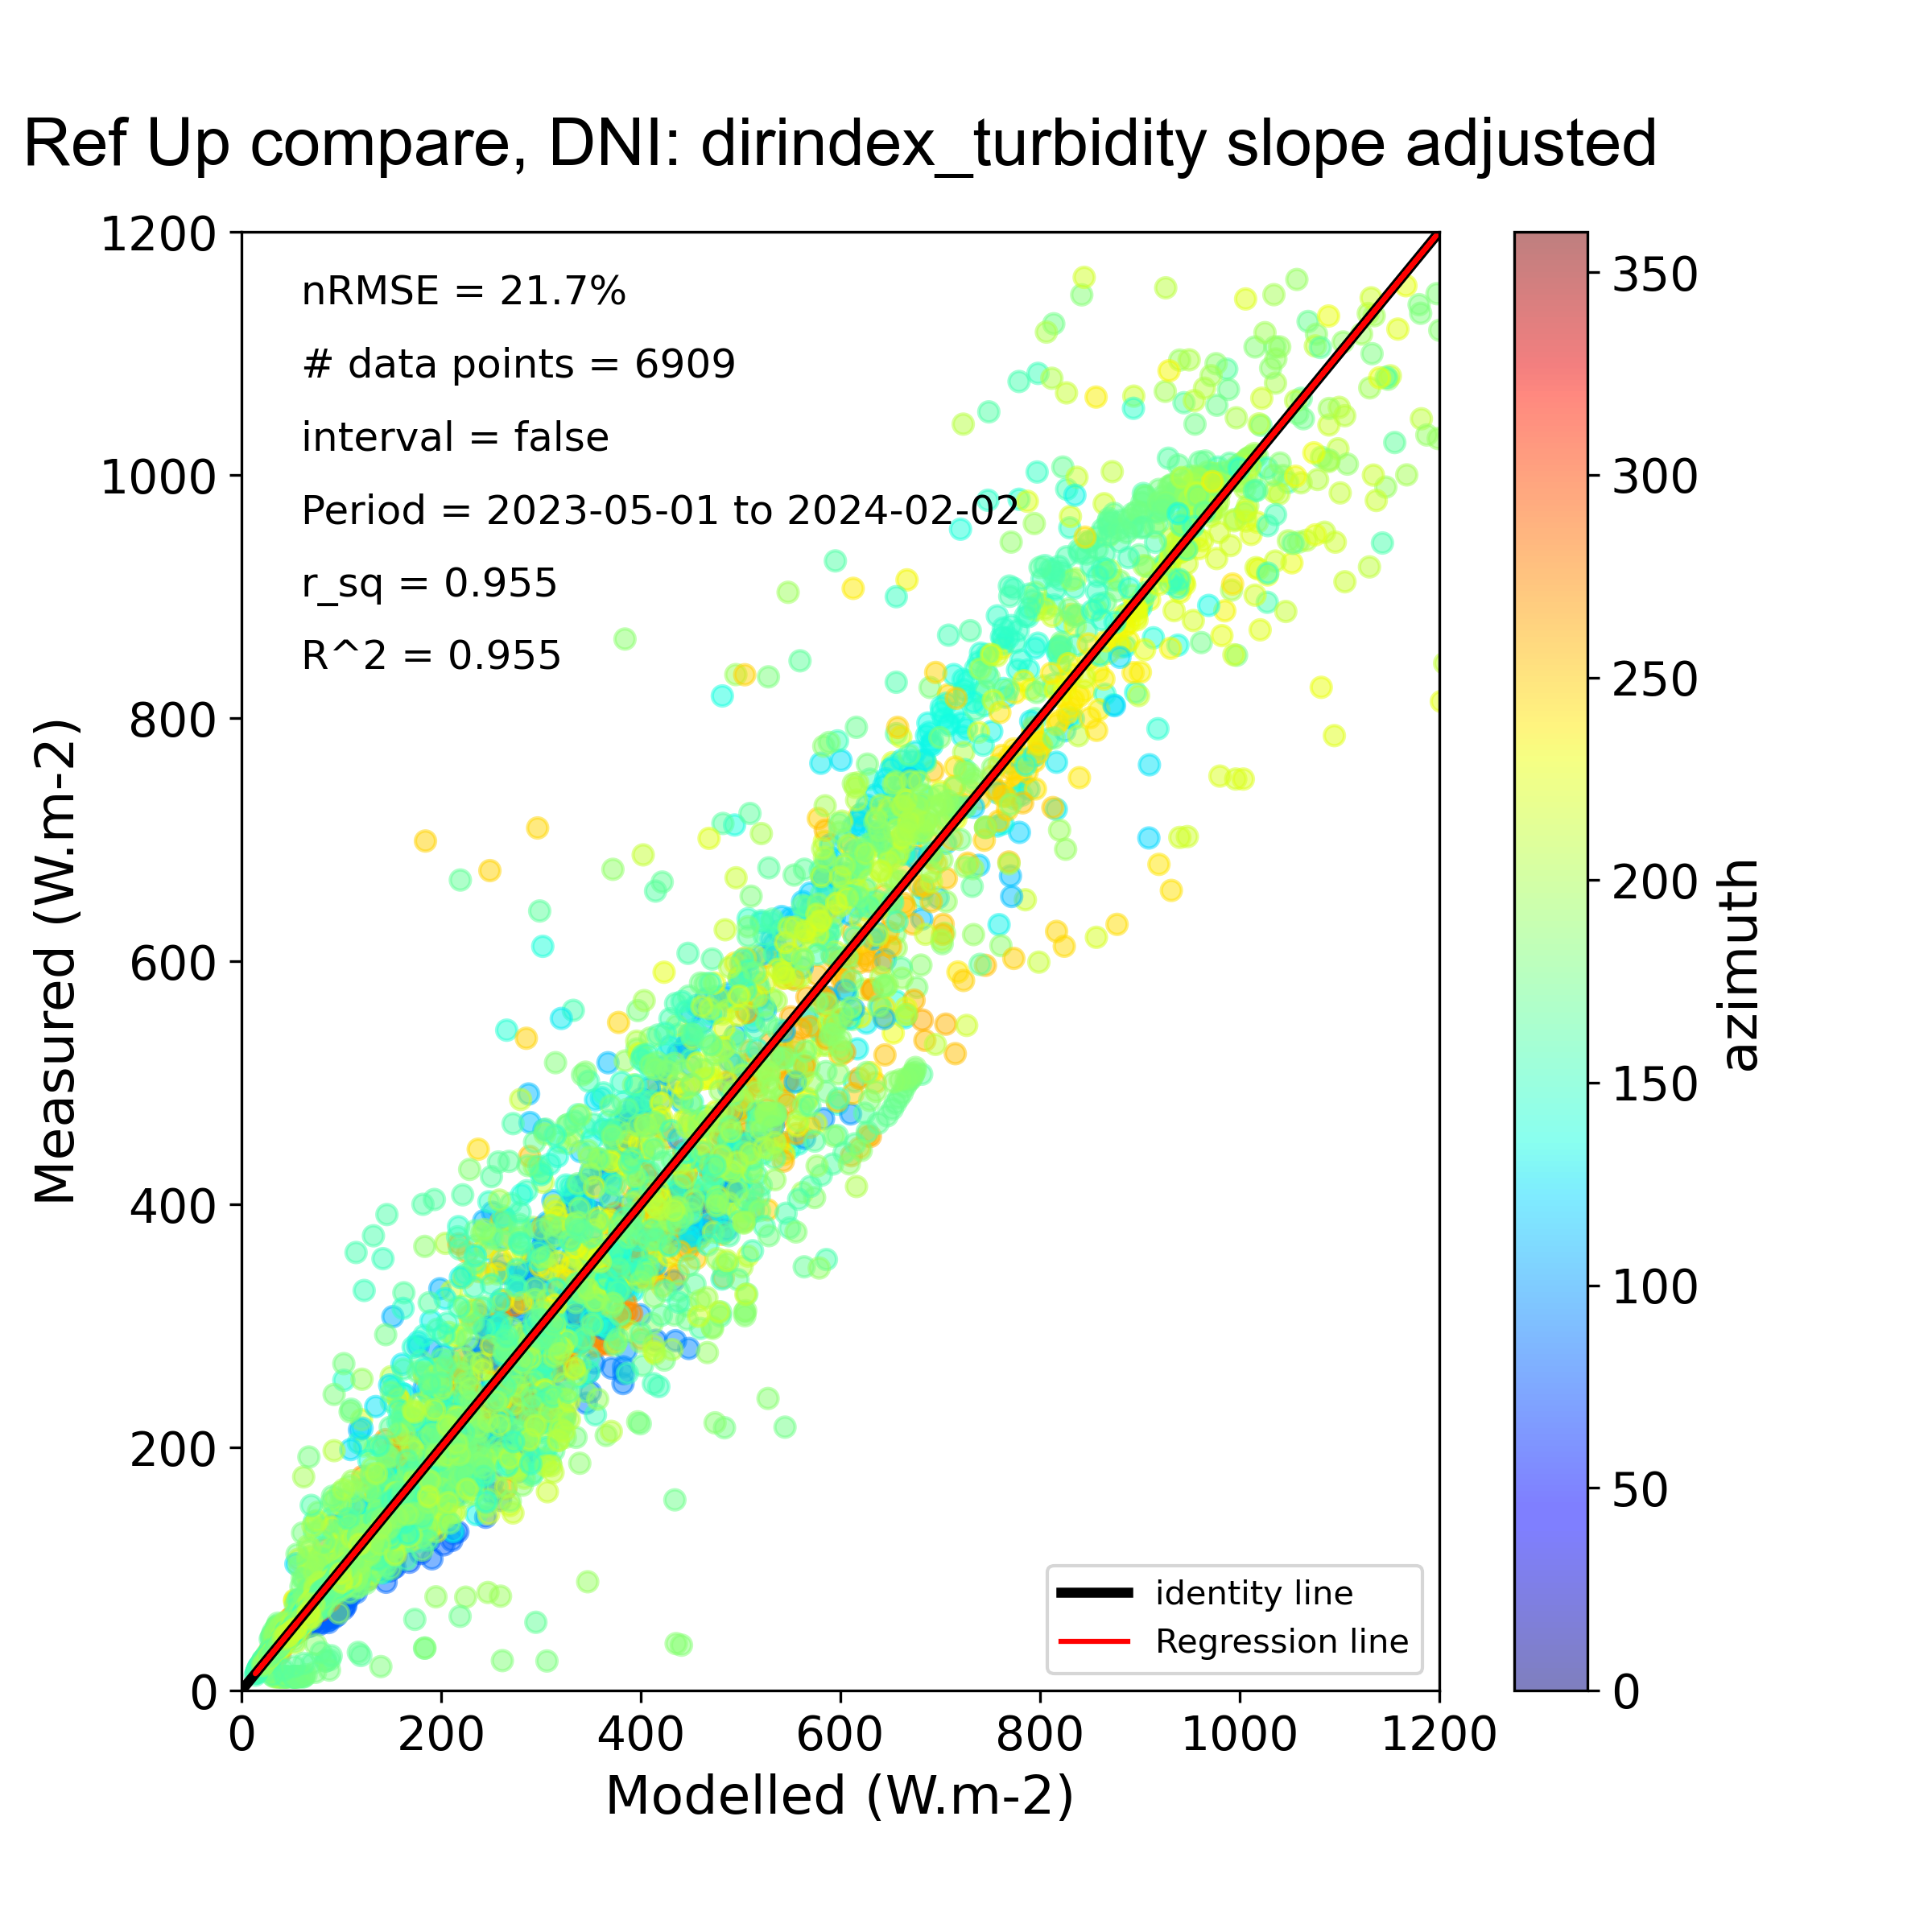 Ref Up compare, DNI: dirindex_turbidity slope adjusted
1200
1000
800
600
400
200
0
Measured (W.m-2)
nRMSE = 21.7%
# data points = 6909
interval = false
Period = 2023-05-01 to 2024-02-02
r_sq = 0.955
R^2 = 0.955
identity line
Regression line
0 200 400 600 800 1000 1200
Modelled (W.m-2)
350
300
250
200
150
100
50
0
azimuth